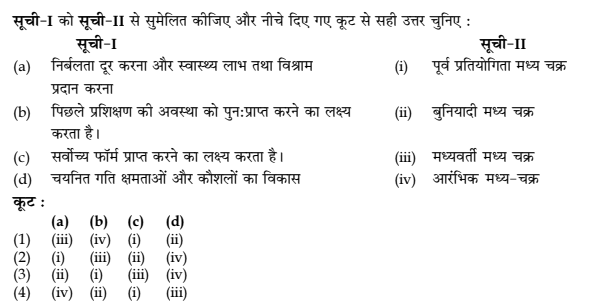 सूची-I को सूची-II से सुमेलित कीजिए और नीचे दिए गए कूट से सही उत्तर चुनिए :
सूची-I सूची-II
(a) निर्बलता दूर करना और स्वास्थ्य लाभ तथा विश्राम (i) पूर्व प्रतियोगिता मध्य चक्र
प्रदान करना
(b) पिछले प्रशिक्षण की अवस्था को पुन:प्राप्त करने का लक्ष्य (ii) बुनियादी मध्य चक्र
करता है।
(c) सर्वोच्य फॉर्म प्राप्त करने का लक्ष्य करता है। (iii) मध्यवर्ती मध्य चक्र
(d) चयनित गति क्षमताओं और कौशलों का विकास (iv) आरंभिक मध्य-चक्र
कूट :
(a) (b) (c) (d)
(1) (iii) (iv) (i) (ii)
(2) (i) (iii) (ii) (iv)
(3) (ii) (i) (iii) (iv)
(4) (iv) (ii) (i) (iii)